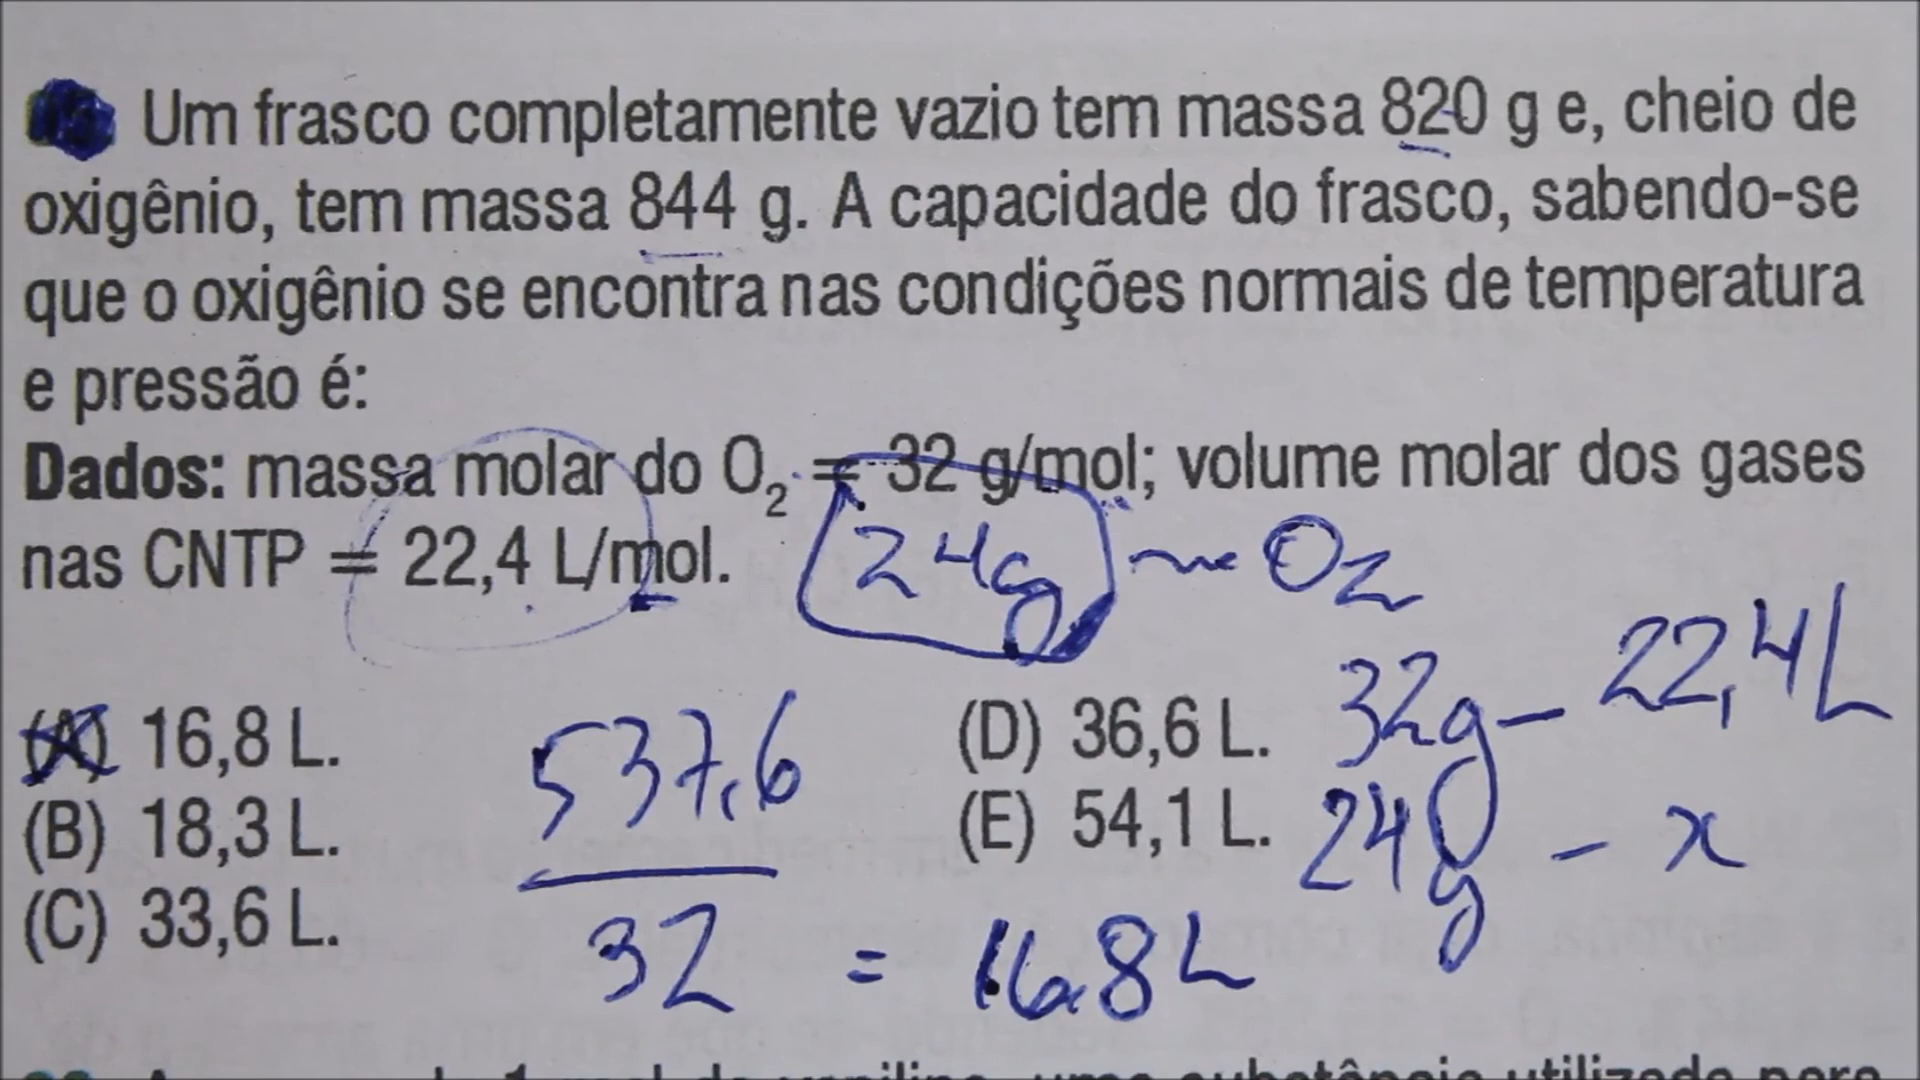 Um frasco completamente vazio tem massa 820 g e, cheio de
oxigênio, tem massa 844 g. A capacidade do frasco, sabendo-se
que o oxigênio se encontra nas condições normais de temperatura
e pressão é:
Dados: massa molar do O₂ = 32 g/mol; volume molar dos gases
nas CNTP = 22,4 L/mol.
24g O2
32g - 22,4L
24g - x
(A) 16,8 L.
(B) 18,3 L.
(C) 33,6 L.
(D) 36,6 L.
(E) 54,1 L.
537,6
32 = 16,8L
1 mol de